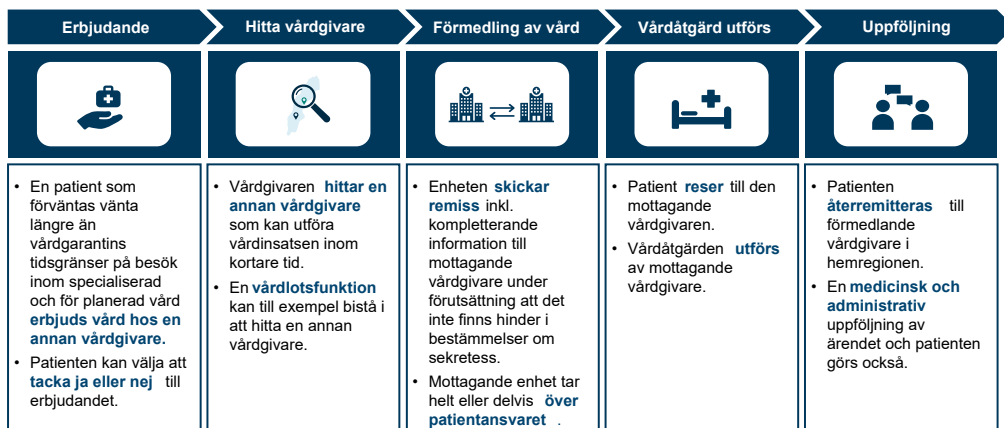 Erbjudande
Hitta vårdgivare
Förmedling av vård
Vårdåtgärd utförs
Uppföljning
• En patient som
förväntas vänta
längre än
vårdgarantins
tidsgränser på besök
inom specialiserad
och för planerad vård
erbjuds vård hos en
annan vårdgivare.
• Patienten kan välja att
tacka ja eller nej till
erbjudandet.
• Vårdgivaren hittar en
annan vårdgivare
som kan utföra
vårdinsatsen inom
kortare tid.
• En vårdlotsfunktion
kan till exempel bistå i
att hitta en annan
vårdgivare.
• Enheten skickar
remiss inkl.
kompletterande
information till
mottagande
vårdgivare under
förutsättning att det
inte finns hinder i
bestämmelser om
sekretess.
• Mottagande enhet tar
helt eller delvis över
patientansvaret .
• Patient reser till den
mottagande
vårdgivaren.
• Vårdåtgärden utförs
av mottagande
vårdgivare.
• Patienten
återremitteras till
förmedlande
vårdgivare i
hemregionen.
• En medicinsk och
administrativ
uppföljning av
ärendet och patienten
görs också.